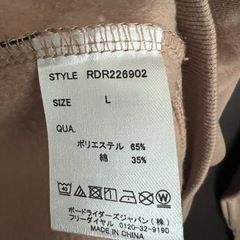 STYLE RDR226902
SIZE L
QUA.
ポリエステル 65%
綿 35%
ボードライダーズジャパン(株)
フリーダイヤル 0120-32-9190
MADE IN CHINA